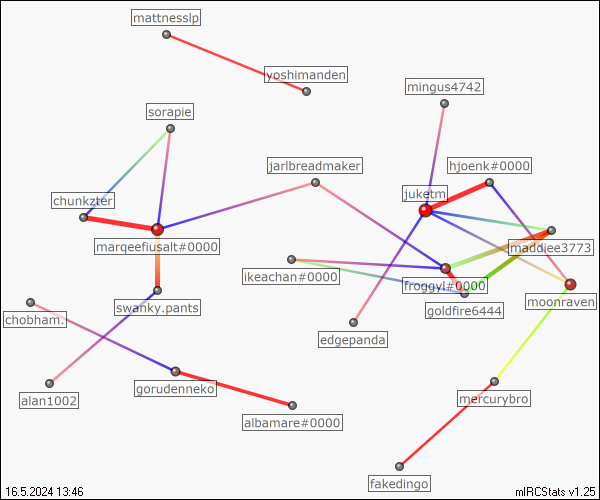 mattnesslp
yoshimanden
mingus4742
sorapie
jarlbreadmaker
hjoenk#0000
juketm
chunkzter
marqeefiusalt#0000
maddiee3773
ikeachan#0000
froggyl#0000
moonraven
swanky.pants
goldfire6444
chobham.
edgepanda
gorudenneko
alan1002
mercurybro
albamare#0000
fakedingo
16.5.2024 13:46
mIRCStats v1.25